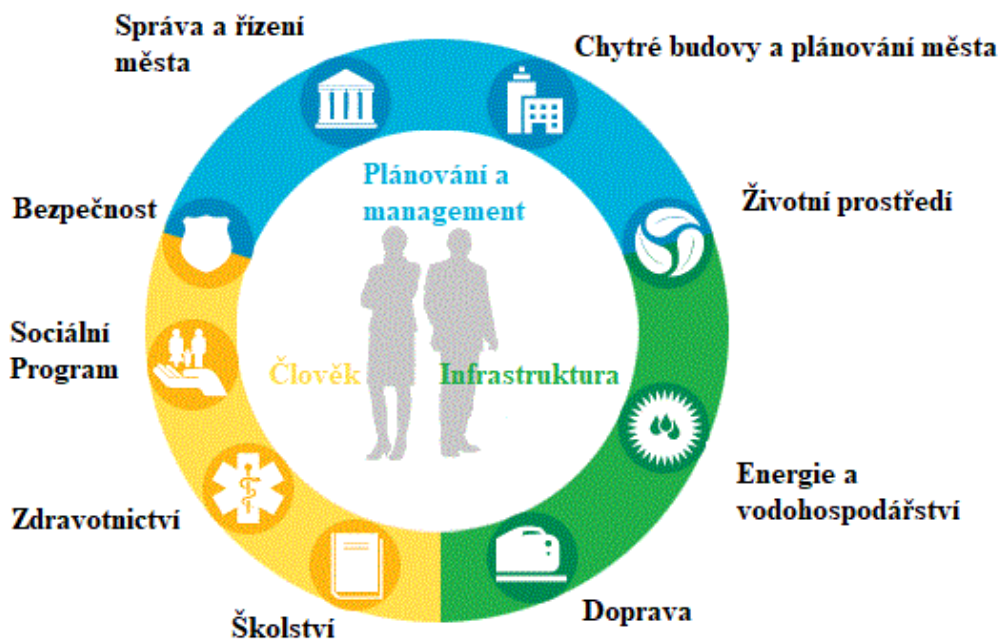 Správa a řízení
města
Chytré budovy a plánování města
Plánování a
management
Bezpečnost
Životní prostředí
Sociální
Program
Člověk
Infrastruktura
Energie a
vodohospodářství
Zdravotnictví
Doprava
Školství